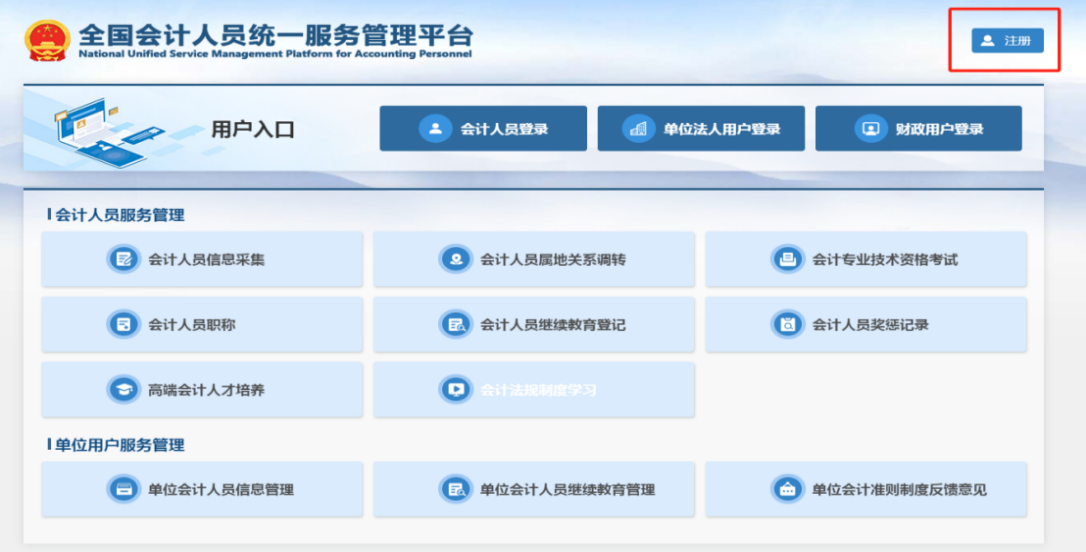 全国会计人员统一服务管理平台
National Unified Service Management Platform for Accounting Personnel
注册
用户入口
会计人员登录
单位法人用户登录
财政用户登录
会计人员服务管理
会计人员信息采集
会计人员属地关系调转
会计专业技术资格考试
会计人员职称
会计人员继续教育登记
会计人员奖惩记录
高端会计人才培养
会计法规制度学习
单位用户服务管理
单位会计人员信息管理
单位会计人员继续教育管理
单位会计准则制度反馈意见